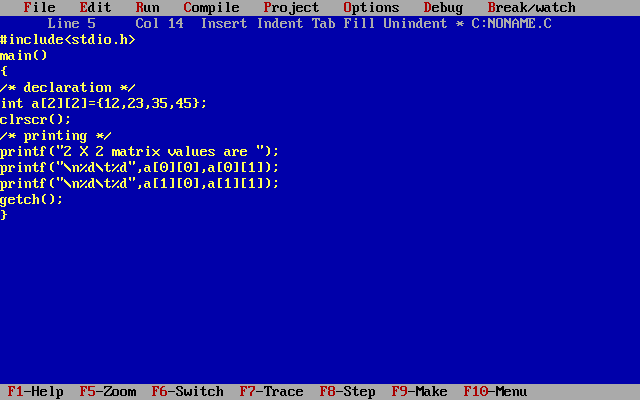 File Edit Run Compile Project Options Debug Break/watch
Line 5 Col 14 Insert Indent Tab Fill Unindent * C:NONAME.C
#include<stdio.h>
main()
{
/* declaration */
int a[2][2]={12,23,35,45};
clrscr();
/* printing */
printf("2 X 2 matrix values are ");
printf("\n%d\t%d",a[0][0],a[0][1]);
printf("\n%d\t%d",a[1][0],a[1][1]);
getch();
}
F1-Help F5-Zoom F6-Switch F7-Trace F8-Step F9-Make F10-Menu